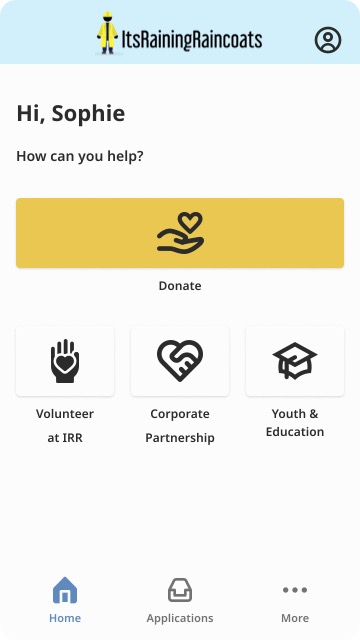 ItsRainingRaincoats
Hi, Sophie
How can you help?
Donate
Volunteer
at IRR
Corporate
Partnership
Youth &
Education
Home
Applications
More